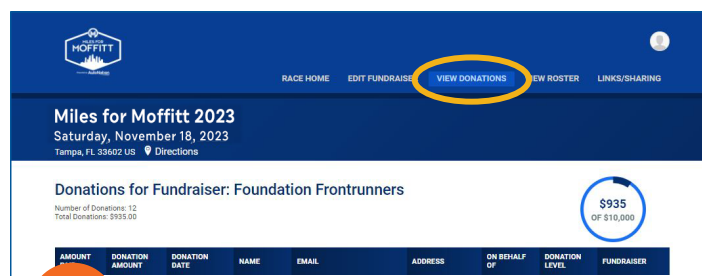 MILES FOR
MOFFITT
AutoNation
RACE HOME EDIT FUNDRAISE VIEW DONATIONS EW ROSTER LINKS/SHARING
Miles for Moffitt 2023
Saturday, November 18, 2023
Tampa, FL 33602 US Directions
Donations for Fundraiser: Foundation Frontrunners
Number of Donations: 12
Total Donations: $935.00
$935
OF $10,000
AMOUNT DONATION AMOUNT DONATION DATE NAME EMAIL ADDRESS ON BEHALF OF DONATION LEVEL FUNDRAISER